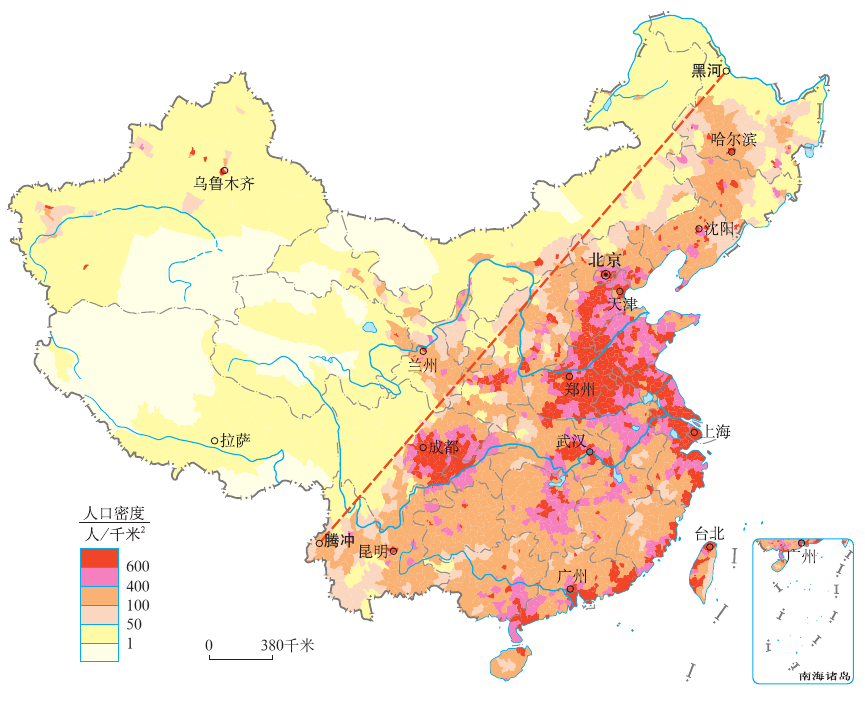 黑河
哈尔滨
乌鲁木齐
沈阳
北京
天津
兰州
郑州
拉萨
成都
武汉
上海
人口密度
人/千米²
600
400
100
50
1
腾冲
昆明
台北
广州
广州
0 380千米
南海诸岛